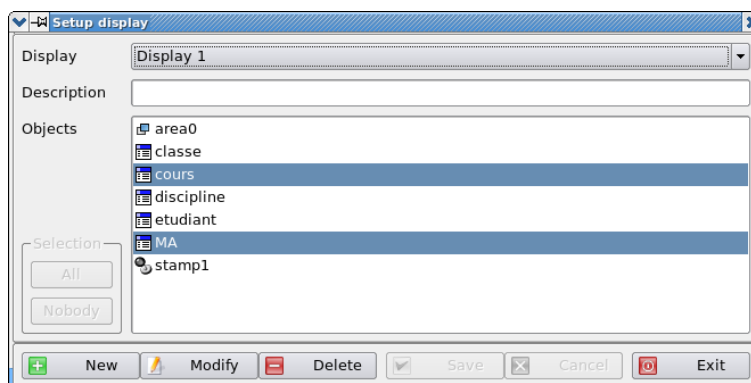 Setup display
Display
Display 1
Description
Objects
area0
classe
cours
discipline
etudiant
MA
stamp1
Selection
All
Nobody
New Modify Delete Save Cancel Exit